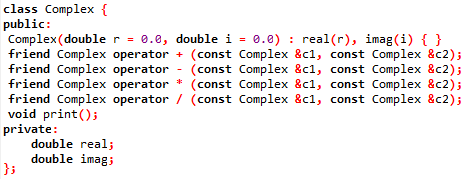 class Complex {
public:
 Complex(double r = 0.0, double i = 0.0) : real(r), imag(i) { }
 friend Complex operator + (const Complex &c1, const Complex &c2);
 friend Complex operator - (const Complex &c1, const Complex &c2);
 friend Complex operator * (const Complex &c1, const Complex &c2);
 friend Complex operator / (const Complex &c1, const Complex &c2);
 void print();
private:
    double real;
    double imag;
};